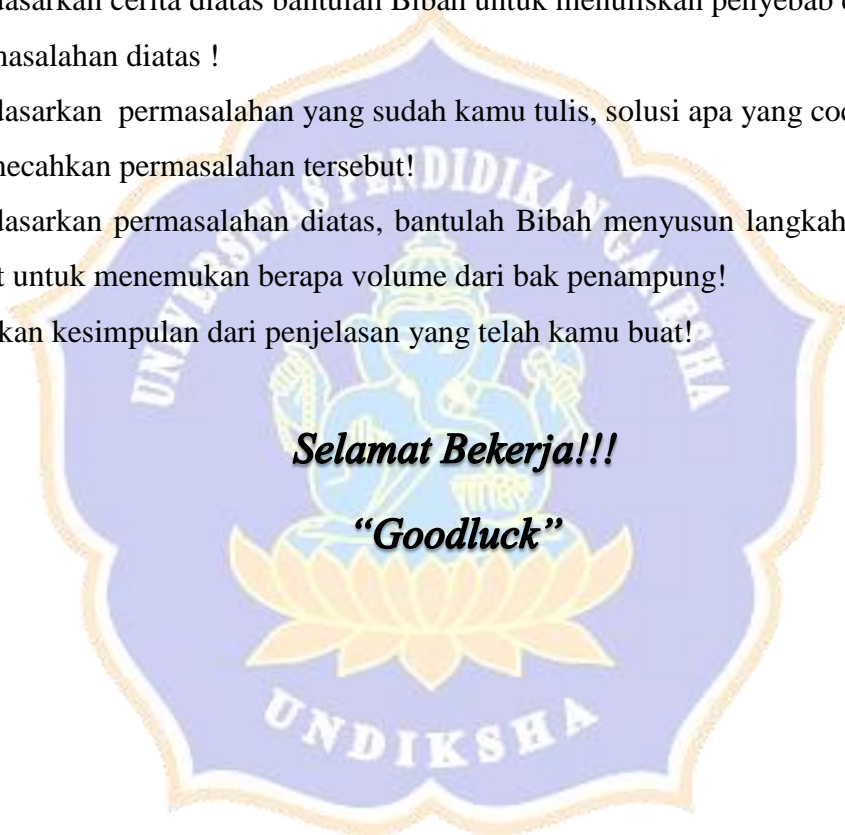 dasarkan cerita diatas bantulah Bibah untuk menuliskan penyebab
masalahan diatas !
dasarkan permasalahan yang sudah kamu tulis, solusi apa yang coc
mecahkan permasalahan tersebut!
dasarkan permasalahan diatas, bantulah Bibah menyusun langkah
t untuk menemukan berapa volume dari bak penampung!
kan kesimpulan dari penjelasan yang telah kamu buat!
UNIVERSITAS PENDIDIKAN GANESHA
Selamat Bekerja!!!
“Goodluck”
UNDIKSHA